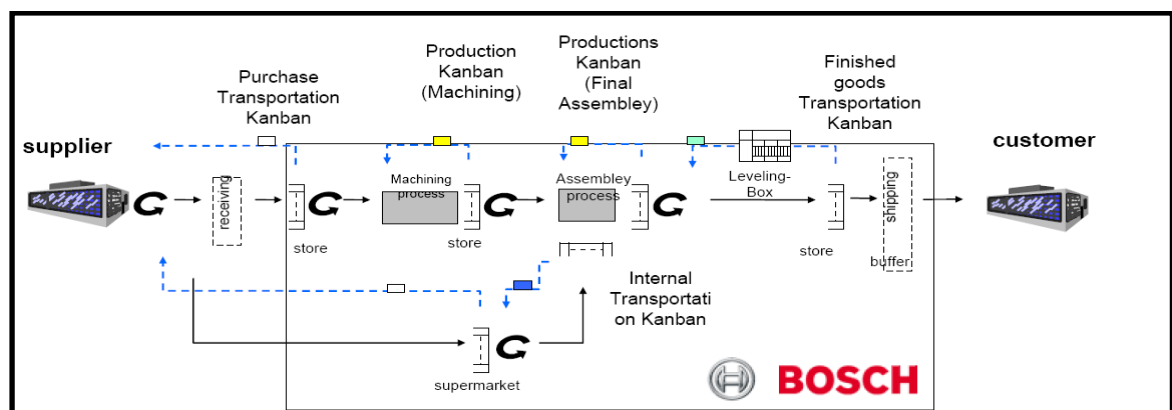 Purchase
Transportation
Kanban
Production
Kanban
(Machining)
Productions
Kanban
(Final
Assembley)
Finished
goods
Transportation
Kanban
supplier
customer
receiving
store
Machining
process
store
Assembley
process
Leveling-
Box
store
shipping
buffer
Internal
Transportati
on Kanban
supermarket
BOSCH